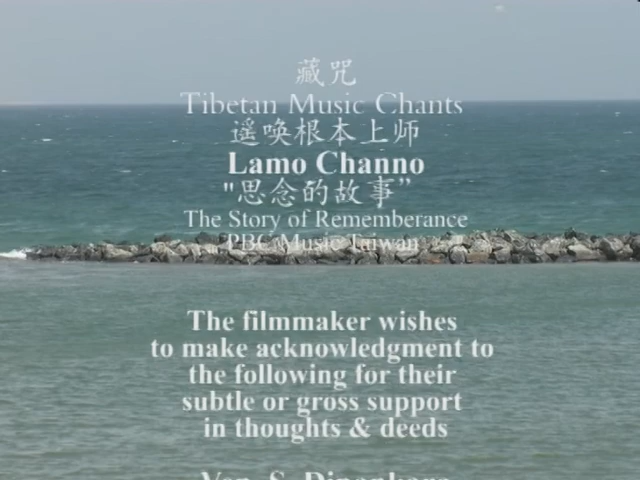 藏咒
Tibetan Music Chants
遥唤根本上师
Lamo Channo
"思念的故事”
The Story of Rememberance
PBC Music Taiwan
The filmmaker wishes
to make acknowledgment to
the following for their
subtle or gross support
in thoughts & deeds
Ven. S. Dipankara